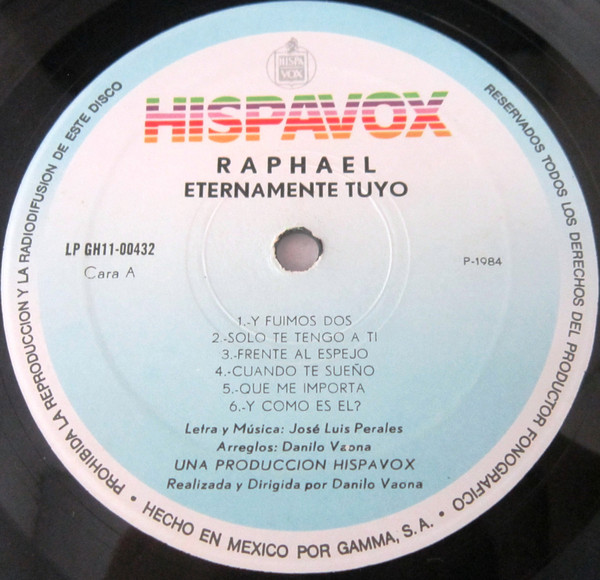 HISPA
VOX
HISPAVOX
RAPHAEL
ETERNAMENTE TUYO
LP GH11-00432
Cara A
P-1984
1.-Y FUIMOS DOS
2.-SOLO TE TENGO A TI
3.-FRENTE AL ESPEJO
4.-CUANDO TE SUEÑO
5.-QUE ME IMPORTA
6.-Y COMO ES EL?
Letra y Música: José Luis Perales
Arreglos: Danilo Vaona
UNA PRODUCCION HISPAVOX
Realizada y Dirigida por Danilo Vaona
PROHIBIDA LA REPRODUCCION Y LA RADIODIFUSION DE ESTE DISCO
RESERVADOS TODOS LOS DERECHOS DEL PRODUCTOR FONOGRAFICO
• HECHO EN MEXICO POR GAMMA, S.A. •